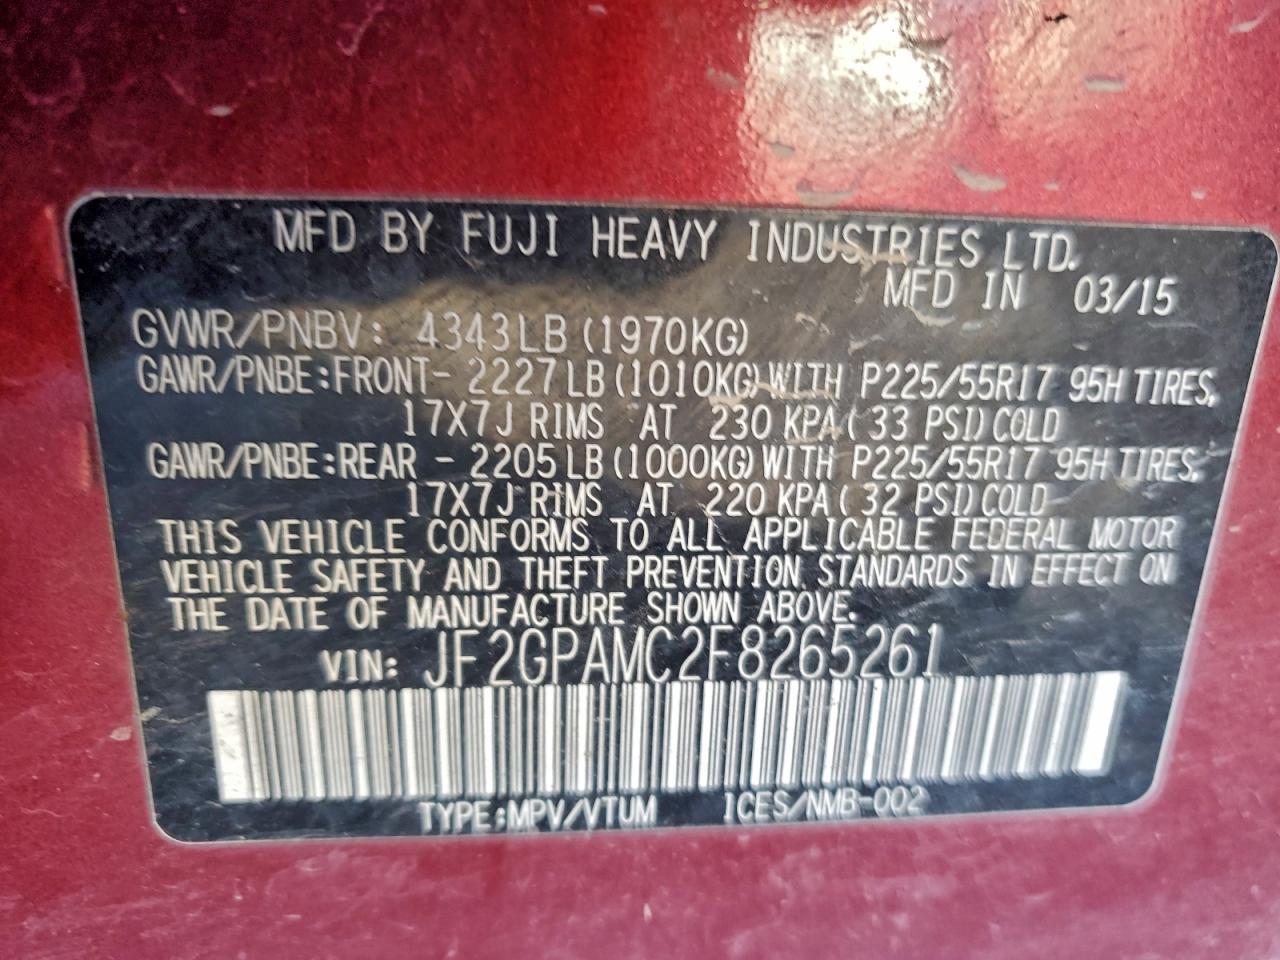 MFD BY FUJI HEAVY INDUSTRIES LTD.
MFD IN 03/15
GVWR/PNBV: 4343LB (1970KG)
GAWR/PNBE:FRONT- 2227LB (1010KG) WITH P225/55R17 95H TIRES,
17X7J RIMS AT 230 KPA( 33 PSI) COLD
GAWR/PNBE:REAR - 2205LB (1000KG) WITH P225/55R17 95H TIRES,
17X7J RIMS AT 220 KPA( 32 PSI) COLD
THIS VEHICLE CONFORMS TO ALL APPLICABLE FEDERAL MOTOR
VEHICLE SAFETY AND THEFT PREVENTION STANDARDS IN EFFECT ON
THE DATE OF MANUFACTURE SHOWN ABOVE.
VIN: JF2GPAMC2F8265261
TYPE:MPV/VTUM ICES/NMB-002